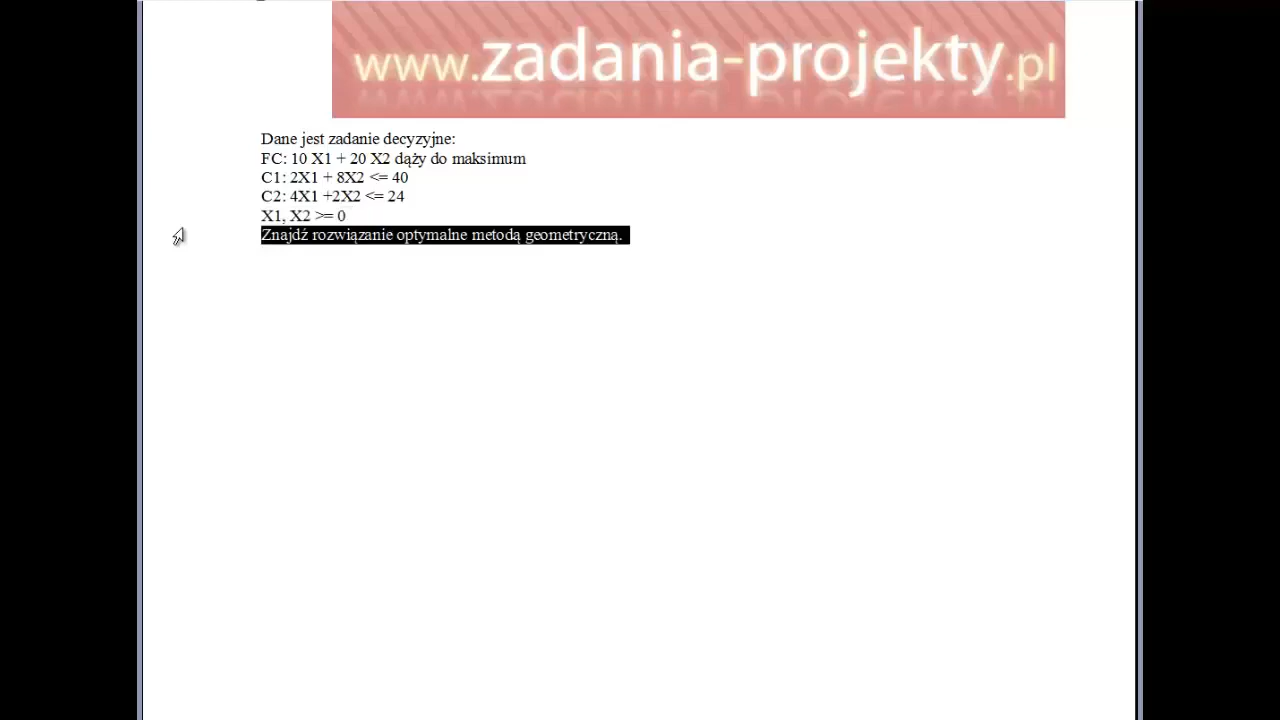 www.zadania-projekty.pl
Dane jest zadanie decyzyjne:
FC: 10 X1 + 20 X2 dąży do maksimum
C1: 2X1 + 8X2 <= 40
C2: 4X1 +2X2 <= 24
X1, X2 >= 0
Znajdź rozwiązanie optymalne metodą geometryczną.